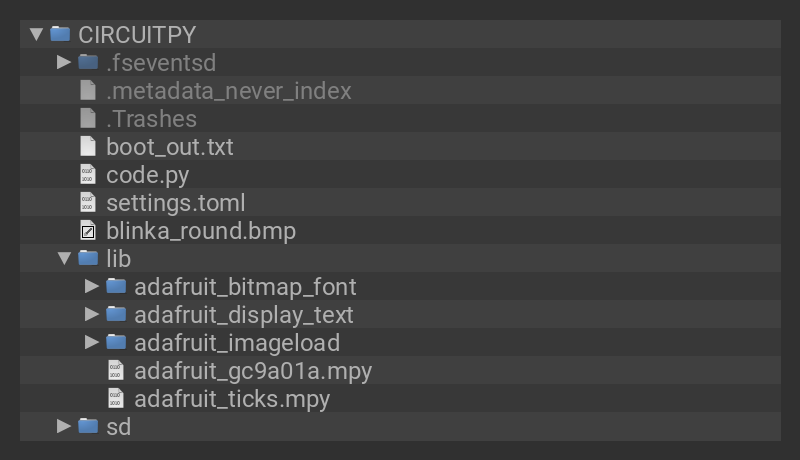 CIRCUITPY
.fseventsd
.metadata_never_index
.Trashes
boot_out.txt
code.py
settings.toml
blinka_round.bmp
lib
adafruit_bitmap_font
adafruit_display_text
adafruit_imageload
adafruit_gc9a01a.mpy
adafruit_ticks.mpy
sd